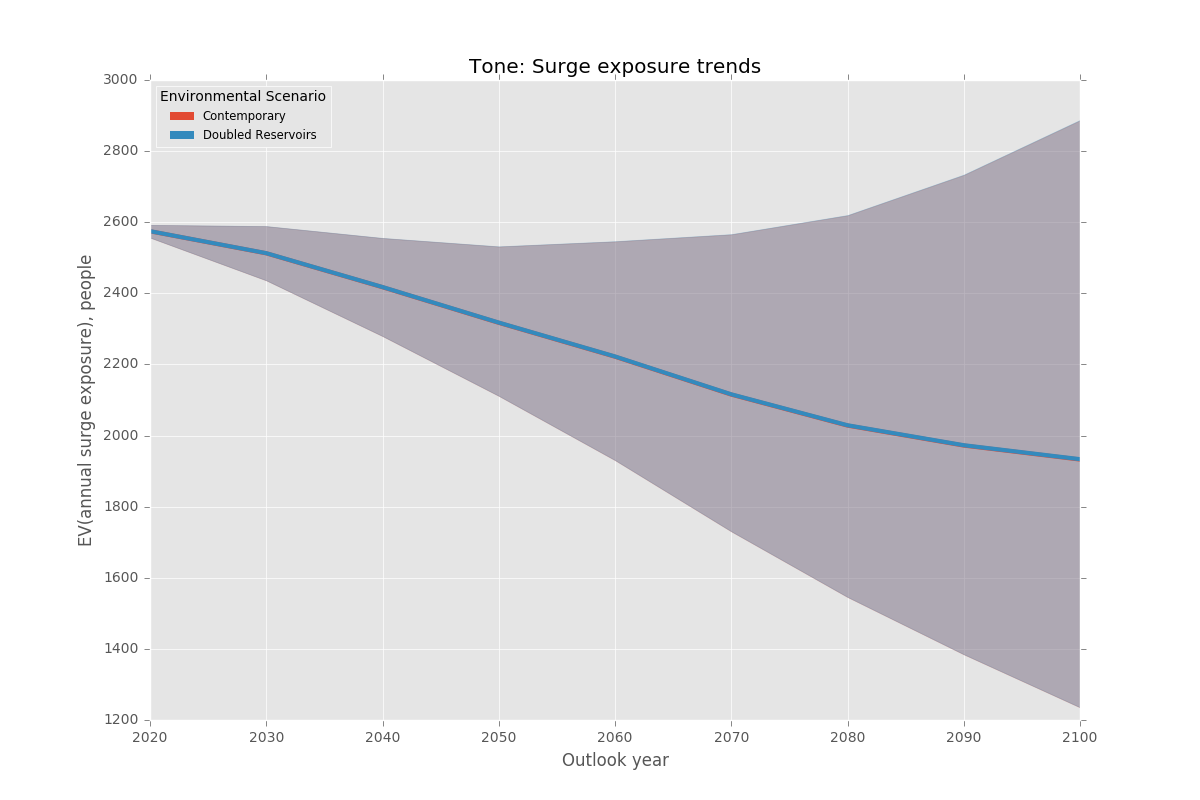 Tone: Surge exposure trends
3000
2800
2600
2400
2200
2000
1800
1600
1400
1200
EV(annual surge exposure), people
Environmental Scenario
Contemporary
Doubled Reservoirs
2020 2030 2040 2050 2060 2070 2080 2090 2100
Outlook year